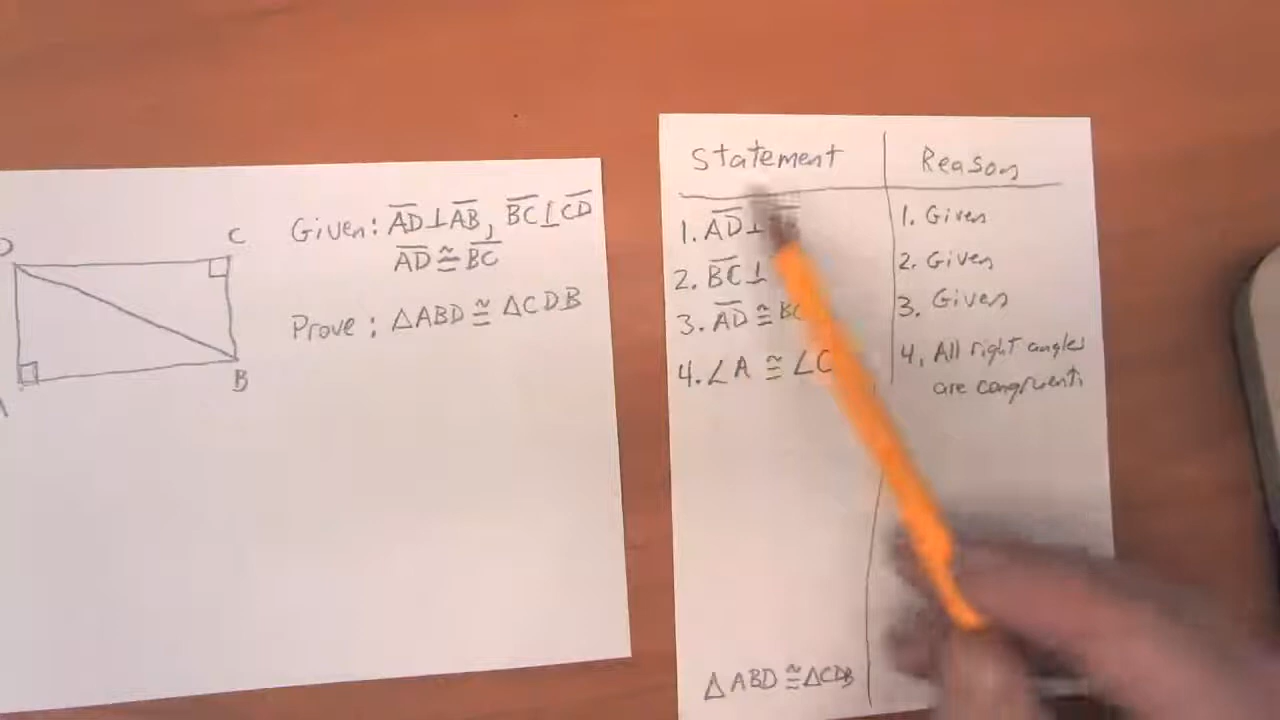 C
B
Given: AD⊥AB, BC⊥CD
AD≅BC
Prove: △ABD≅△CDB
Statement
Reason
1. AD⊥
1. Given
2. BC⊥
2. Given
3. AD≅BC
3. Given
4. ∠A≅∠C
4. All right angles
are congruent.
△ABD≅△CDB